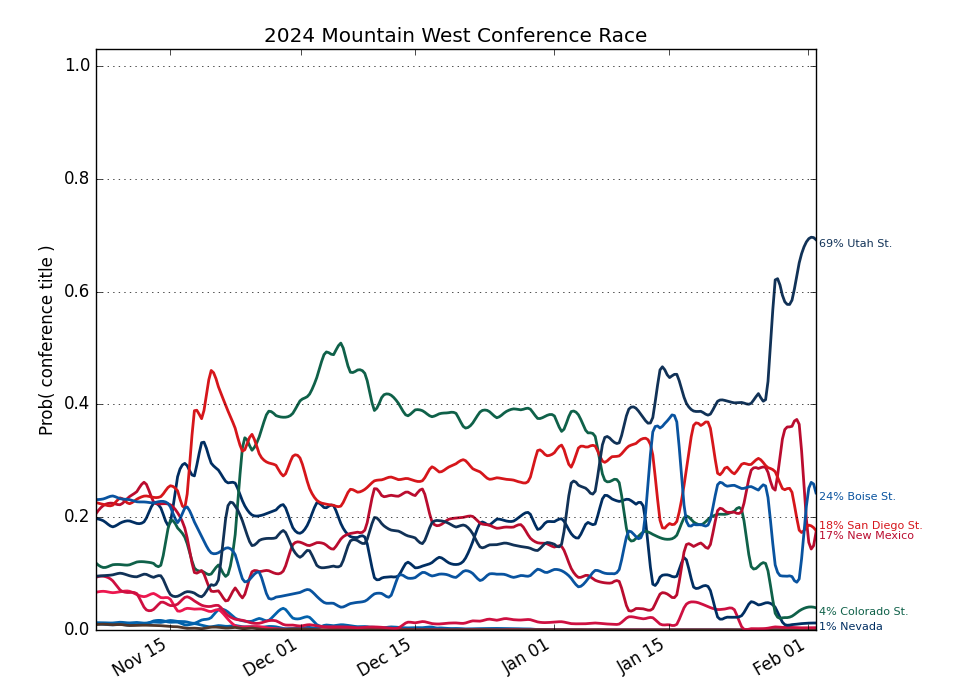 2024 Mountain West Conference Race
Prob( conference title )
1.0
0.8
0.6
0.4
0.2
0.0
69% Utah St.
24% Boise St.
18% San Diego St.
17% New Mexico
4% Colorado St.
1% Nevada
Nov 15
Dec 01
Dec 15
Jan 01
Jan 15
Feb 01